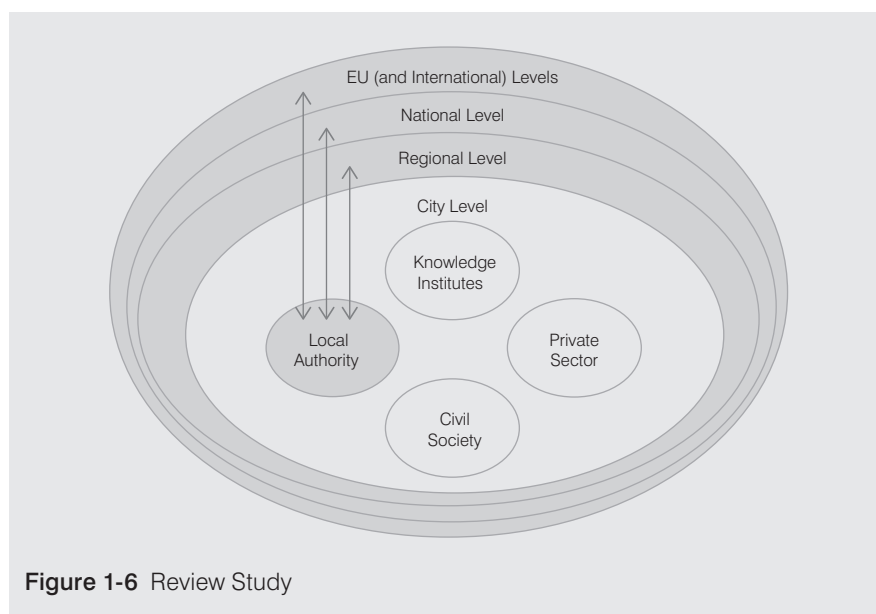 EU (and International) Levels
National Level
Regional Level
City Level
Knowledge
Institutes
Local
Authority
Private
Sector
Civil
Society
Figure 1-6 Review Study